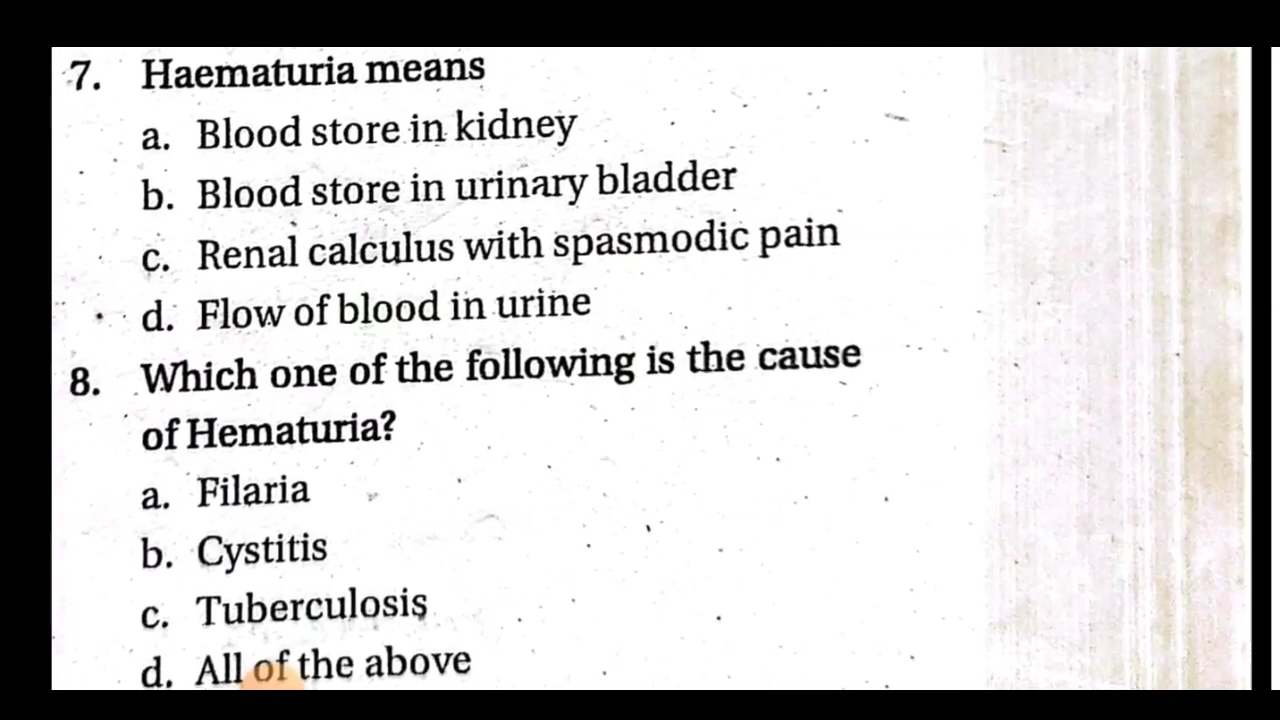 7. Haematuria means
a. Blood store in kidney
b. Blood store in urinary bladder
c. Renal calculus with spasmodic pain
d. Flow of blood in urine
8. Which one of the following is the cause
of Hematuria?
a. Filaria
b. Cystitis
c. Tuberculosis
d. All of the above